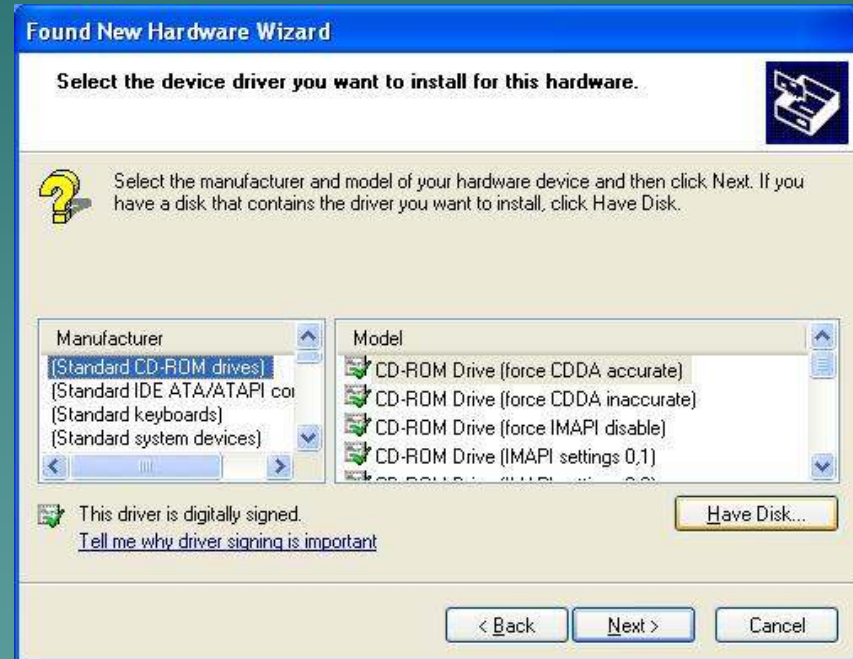 Found New Hardware Wizard
Select the device driver you want to install for this hardware.
Select the manufacturer and model of your hardware device and then click Next. If you
have a disk that contains the driver you want to install, click Have Disk.
Manufacturer
(Standard CD-ROM drives)
(Standard IDE ATA/ATAPI co
(Standard keyboards)
(Standard system devices)
Model
CD-ROM Drive (force CDDA accurate)
CD-ROM Drive (force CDDA inaccurate)
CD-ROM Drive (force IMAPI disable)
CD-ROM Drive (IMAPI settings 0,1)
This driver is digitally signed.
Tell me why driver signing is important
Have Disk...
< Back
Next >
Cancel